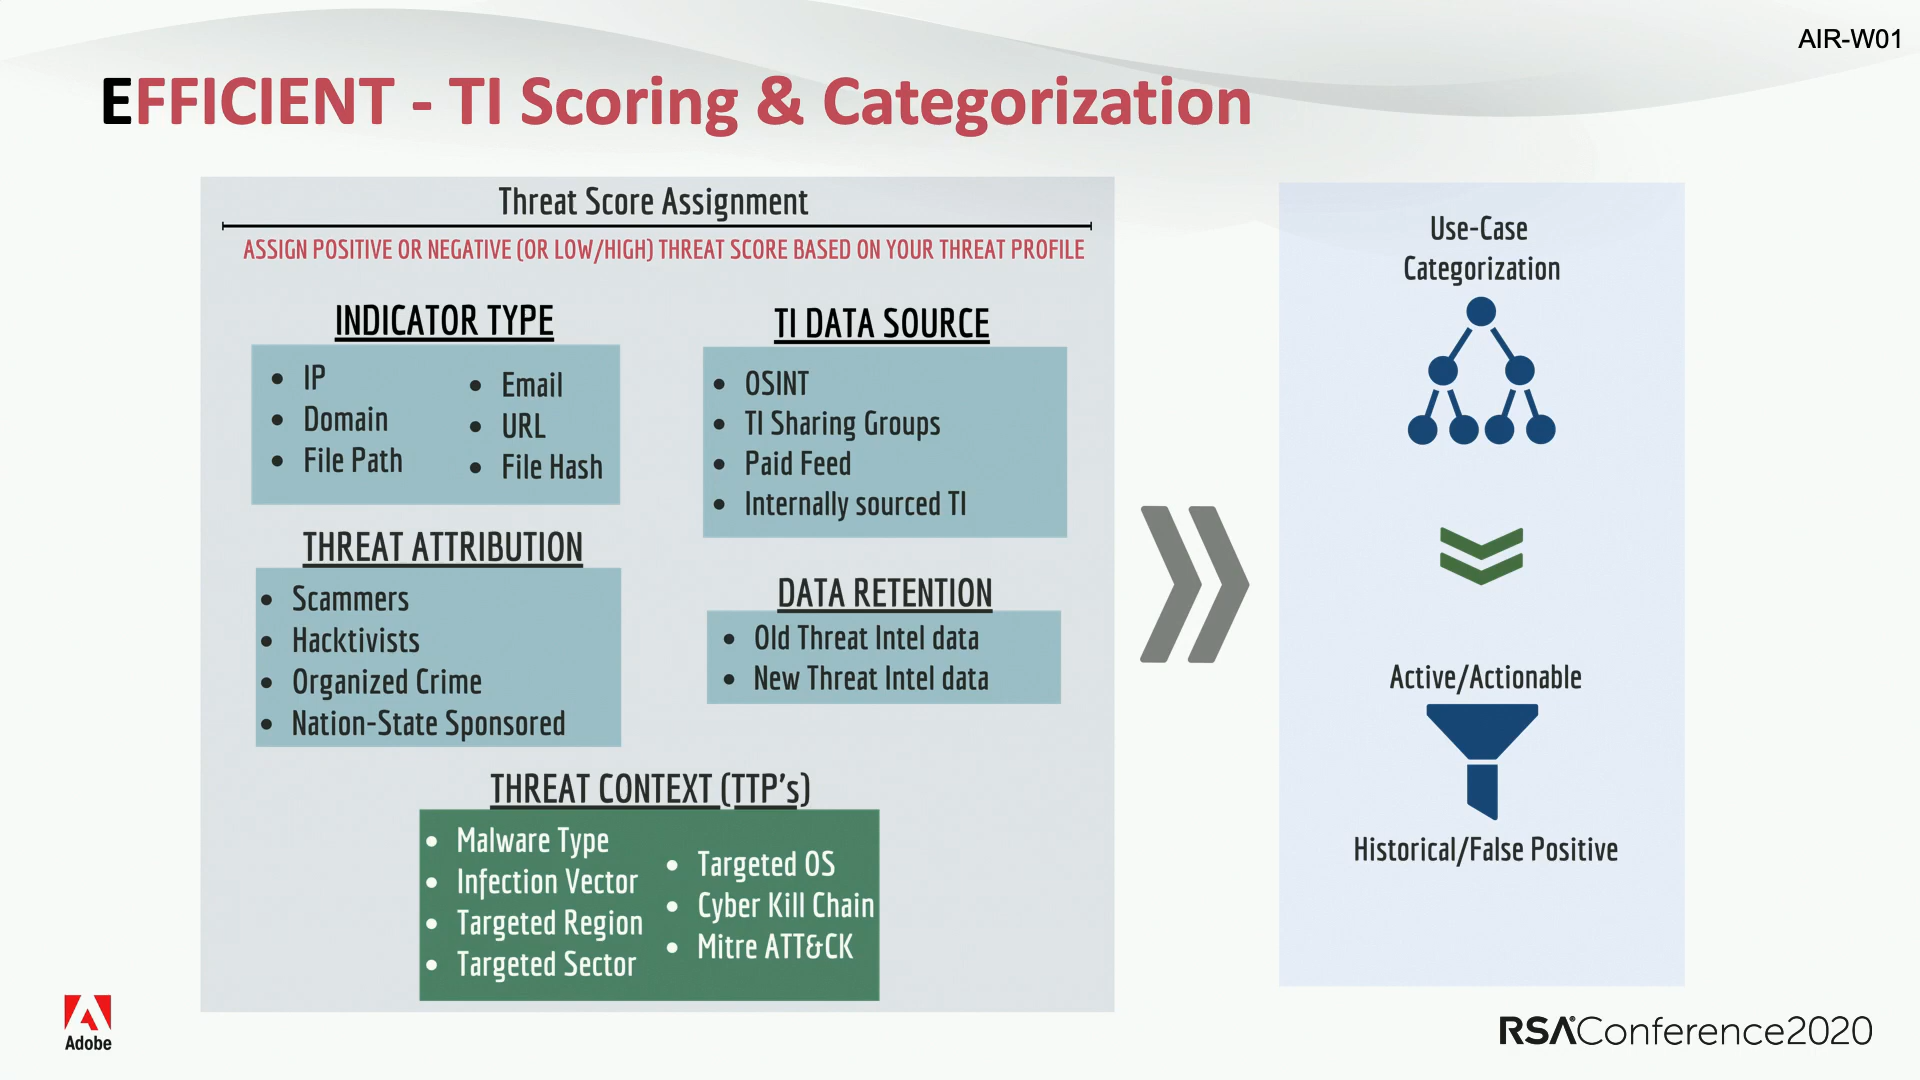 AIR-W01
EFFICIENT - TI Scoring & Categorization
Threat Score Assignment
ASSIGN POSITIVE OR NEGATIVE (OR LOW/HIGH) THREAT SCORE BASED ON YOUR THREAT PROFILE
INDICATOR TYPE
• IP
• Domain
• File Path
• Email
• URL
• File Hash
TI DATA SOURCE
• OSINT
• TI Sharing Groups
• Paid Feed
• Internally sourced TI
THREAT ATTRIBUTION
• Scammers
• Hacktivists
• Organized Crime
• Nation-State Sponsored
DATA RETENTION
• Old Threat Intel data
• New Threat Intel data
THREAT CONTEXT (TTP's)
• Malware Type
• Infection Vector
• Targeted Region
• Targeted Sector
• Targeted OS
• Cyber Kill Chain
• Mitre ATT&CK
Use-Case
Categorization
Active/Actionable
Historical/False Positive
Adobe
RSA®Conference2020